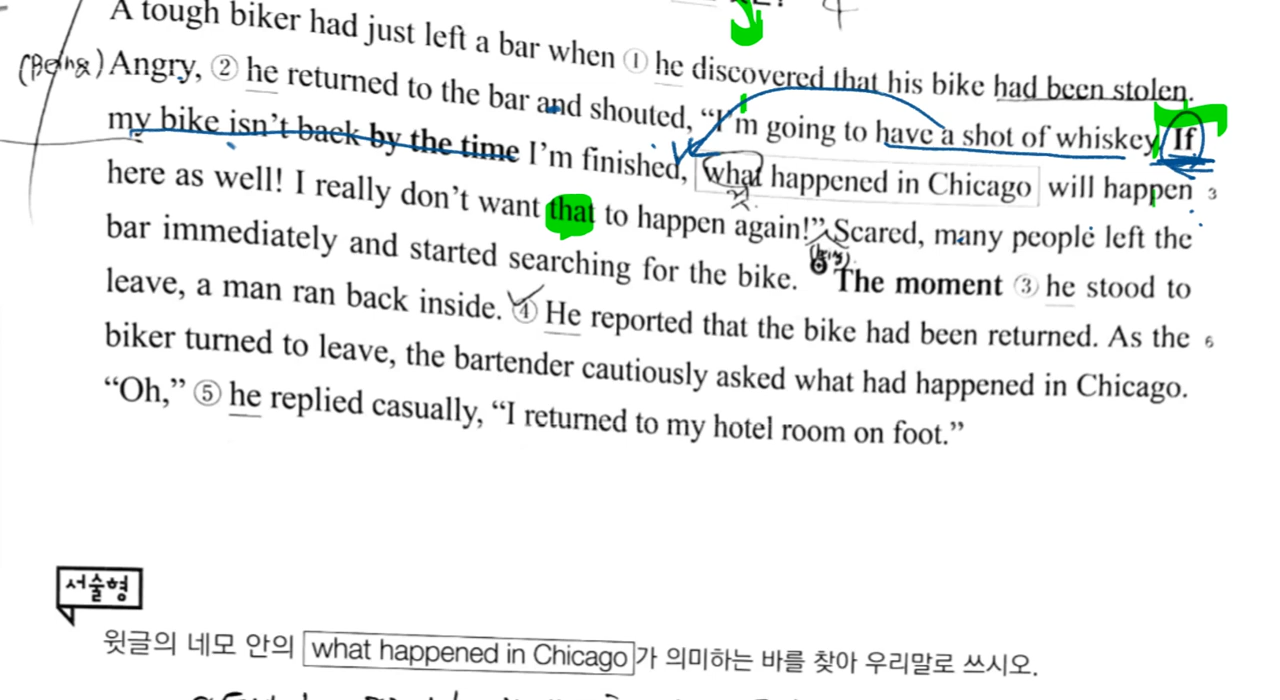 A tough biker had just left a bar when ① he discovered that his bike had been stolen.
(Being) Angry, ② he returned to the bar and shouted, “I’m going to have a shot of whiskey. If
my bike isn’t back by the time I’m finished, what happened in Chicago will happen 3
here as well! I really don’t want that to happen again!” Scared, many people left the
bar immediately and started searching for the bike. The moment ③ he stood to
leave, a man ran back inside. ④ He reported that the bike had been returned. As the 6
biker turned to leave, the bartender cautiously asked what had happened in Chicago.
“Oh,” ⑤ he replied casually, “I returned to my hotel room on foot.”
서술형
윗글의 네모 안의 what happened in Chicago가 의미하는 바를 찾아 우리말로 쓰시오.